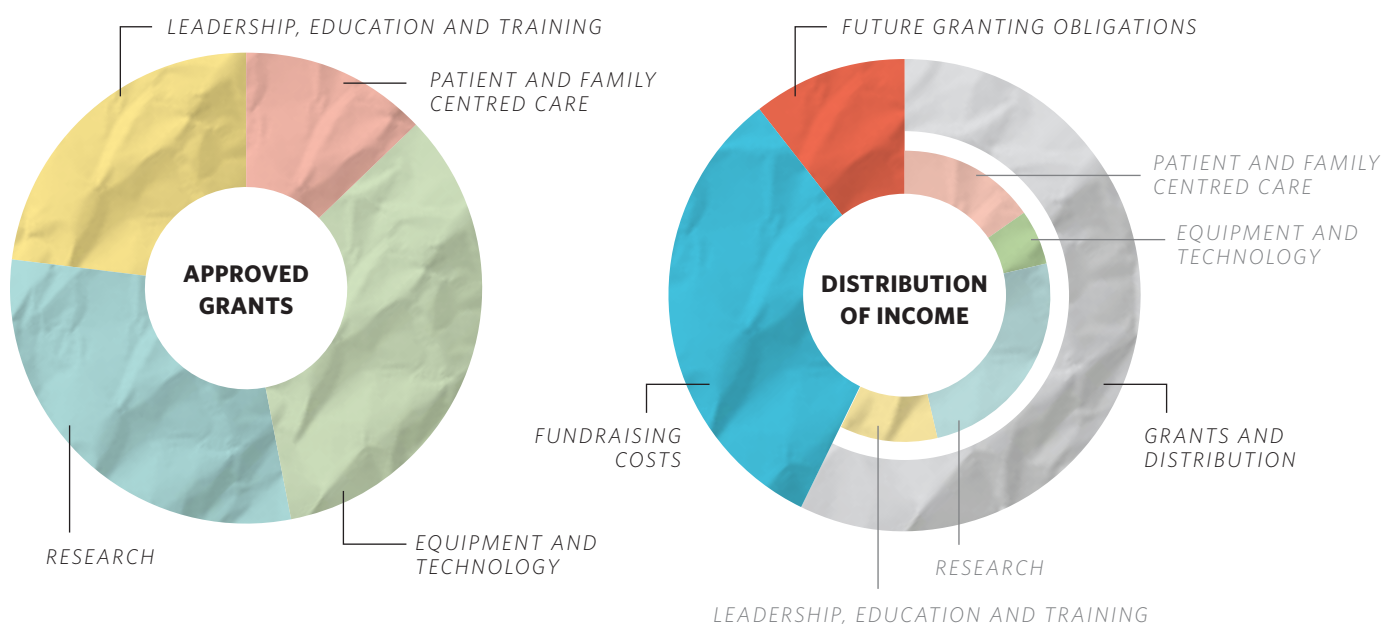 LEADERSHIP, EDUCATION AND TRAINING
PATIENT AND FAMILY
CENTRED CARE
APPROVED
GRANTS
RESEARCH
EQUIPMENT AND
TECHNOLOGY
FUTURE GRANTING OBLIGATIONS
PATIENT AND FAMILY
CENTRED CARE
EQUIPMENT AND
TECHNOLOGY
DISTRIBUTION
OF INCOME
FUNDRAISING
COSTS
GRANTS AND
DISTRIBUTION
RESEARCH
LEADERSHIP, EDUCATION AND TRAINING